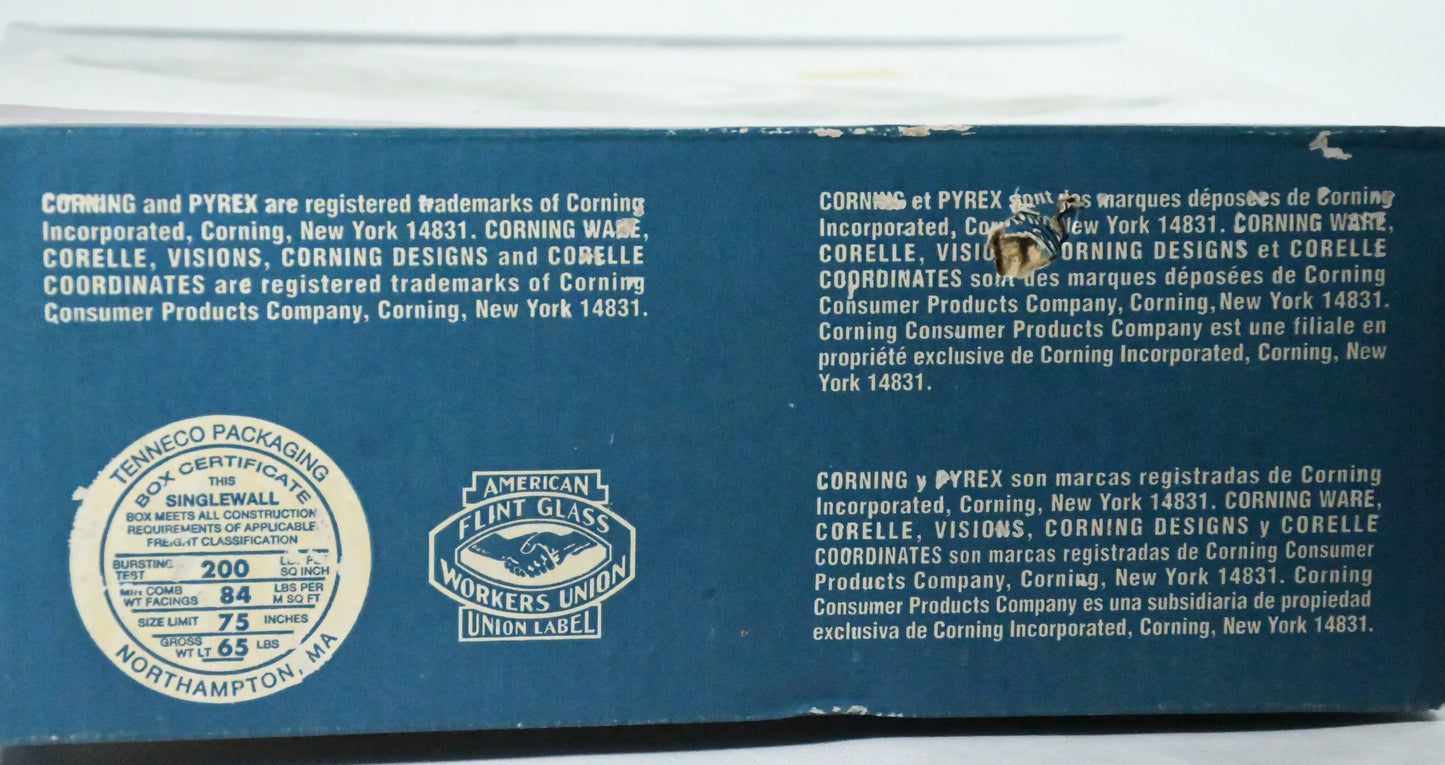 CORNING and PYREX are registered trademarks of Corning
Incorporated, Corning, New York 14831. CORNING WARE,
CORELLE, VISIONS, CORNING DESIGNS and CORELLE
COORDINATES are registered trademarks of Corning
Consumer Products Company, Corning, New York 14831.
CORNING et PYREX sont des marques déposées de Corning
Incorporated, ew York 14831. CORNING WARE,
CORELLE, ORNING DESIGNS et CORELLE
COORDINATES sont des marques déposées de Corning
Consumer Products Company, Corning, New York 14831.
Corning Consumer Products Company est une filiale en
propriété exclusive de Corning Incorporated, Corning, New
York 14831.
TENNECO PACKAGING
BOX CERTIFICATE
THIS
SINGLEWALL
BOX MEETS ALL CONSTRUCTION
REQUIREMENTS OF APPLICABLE
FREIGHT CLASSIFICATION
BURSTING TEST 200 SQ INCH
MIN COMB WT FACINGS 84 LBS PER M SQ FT
SIZE LIMIT 75 INCHES
GROSS WT LT 65 LBS
NORTHAMPTON, MA
AMERICAN
FLINT GLASS
WORKERS UNION
UNION LABEL
CORNING y PYREX son marcas registradas de Corning
Incorporated, Corning, New York 14831. CORNING WARE,
CORELLE, VISIONS, CORNING DESIGNS y CORELLE
COORDINATES son marcas registradas de Corning Consumer
Products Company, Corning, New York 14831. Corning
Consumer Products Company es una subsidiaria de propiedad
exclusiva de Corning Incorporated, Corning, New York 14831.